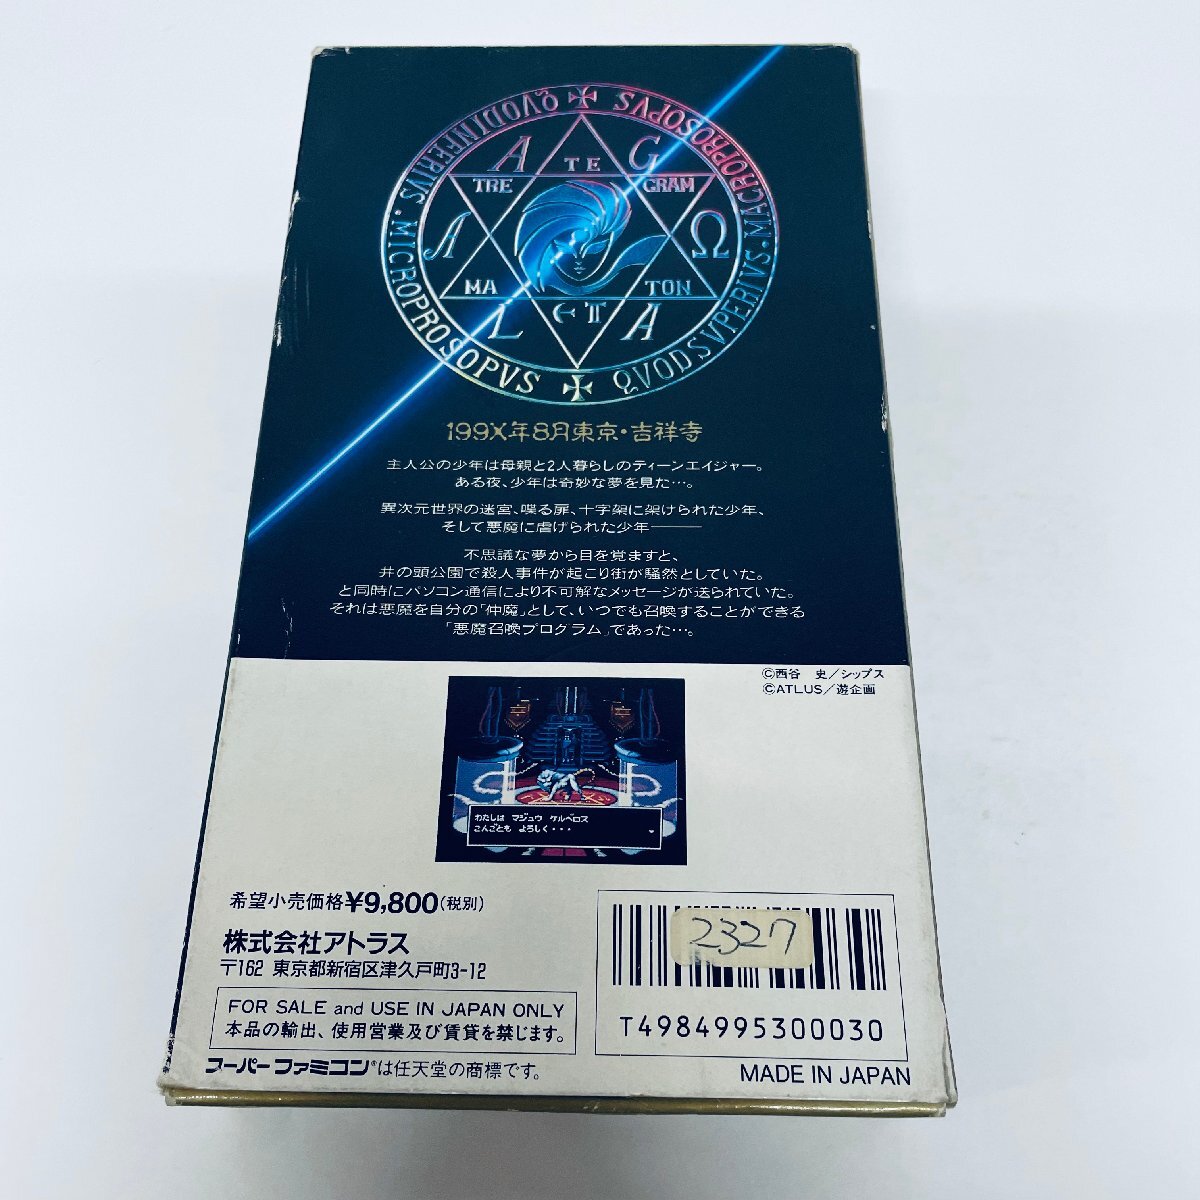 ✠ QVODINFERIVS. MICROPROSOPVS ✠ QVODSVPERIVS. MACROPROSOPVS
A TE G
TRE GRAM
A Ω
MA TON
L A
199X年8月東京・吉祥寺
主人公の少年は母親と2人暮らしのティーンエイジャー。
ある夜、少年は奇妙な夢を見た…。
異次元世界の迷宮、喋る扉、十字架に架けられた少年、
そして悪魔に虐げられた少年――
不思議な夢から目を覚ますと、
井の頭公園で殺人事件が起こり街が騒然としていた。
と同時にパソコン通信により不可解なメッセージが送られていた。
それは悪魔を自分の「仲魔」として、いつでも召喚することができる
「悪魔召喚プログラム」であった…。
©西谷 史/シップス
©ATLUS/遊企画
わたしは マジュウ ケルベロス
こんごとも よろしく・・・
希望小売価格¥9,800(税別)
株式会社アトラス
〒162 東京都新宿区津久戸町3-12
FOR SALE and USE IN JAPAN ONLY
本品の輸出、使用営業及び賃貸を禁じます。
スーパーファミコン®は任天堂の商標です。
2327
T4984995300030
MADE IN JAPAN